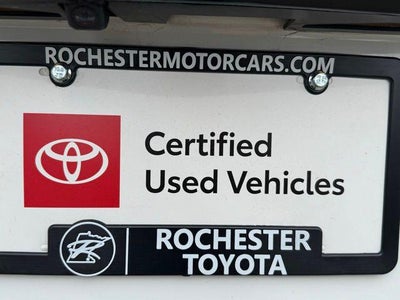 ROCHESTERMOTORCARS.COM
Certified
Used Vehicles
ROCHESTER
TOYOTA